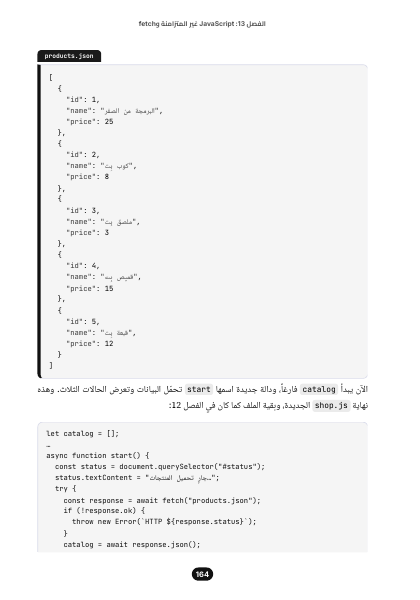 الفصل 13: JavaScript غير المتزامنة وfetch
products.json
[
{
"id": 1,
"name": "البرمجة من الصفر",
"price": 25
},
{
"id": 2,
"name": "كوب بت",
"price": 8
},
{
"id": 3,
"name": "ملصق بت",
"price": 3
},
{
"id": 4,
"name": "قميص بت",
"price": 15
},
{
"id": 5,
"name": "قبعة بت",
"price": 12
}
]
الآن يبدأ catalog فارغاً، ودالة جديدة اسمها start تحمّل البيانات وتعرض الحالات الثلاث. وهذه
نهاية shop.js الجديدة، وبقية الملف كما كان في الفصل 12:
let catalog = [];
…
async function start() {
const status = document.querySelector("#status");
status.textContent = "جارٍ تحميل المنتجات…";
try {
const response = await fetch("products.json");
if (!response.ok) {
throw new Error(`HTTP ${response.status}`);
}
catalog = await response.json();
164